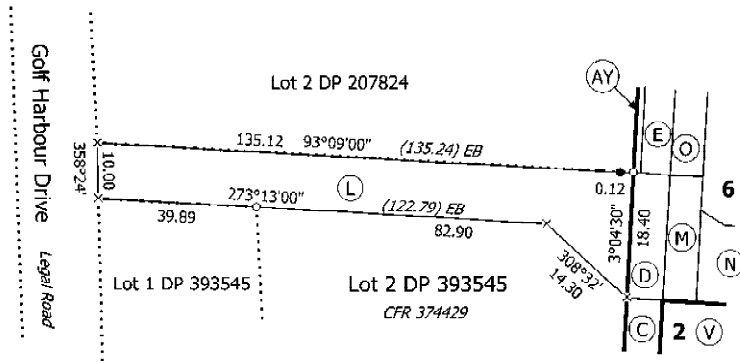 Golf Harbour Drive
Legal Road
Lot 2 DP 207824
AY
E
O
135.12 93°09'00" (135.24) EB
358°24'
10.00
L
0.12
6
273°13'00"
(122.79) EB
39.89
82.90
3°04'30"
18.40
M
N
308°32'
14.30
D
Lot 1 DP 393545
Lot 2 DP 393545
CFR 374429
C
2
V